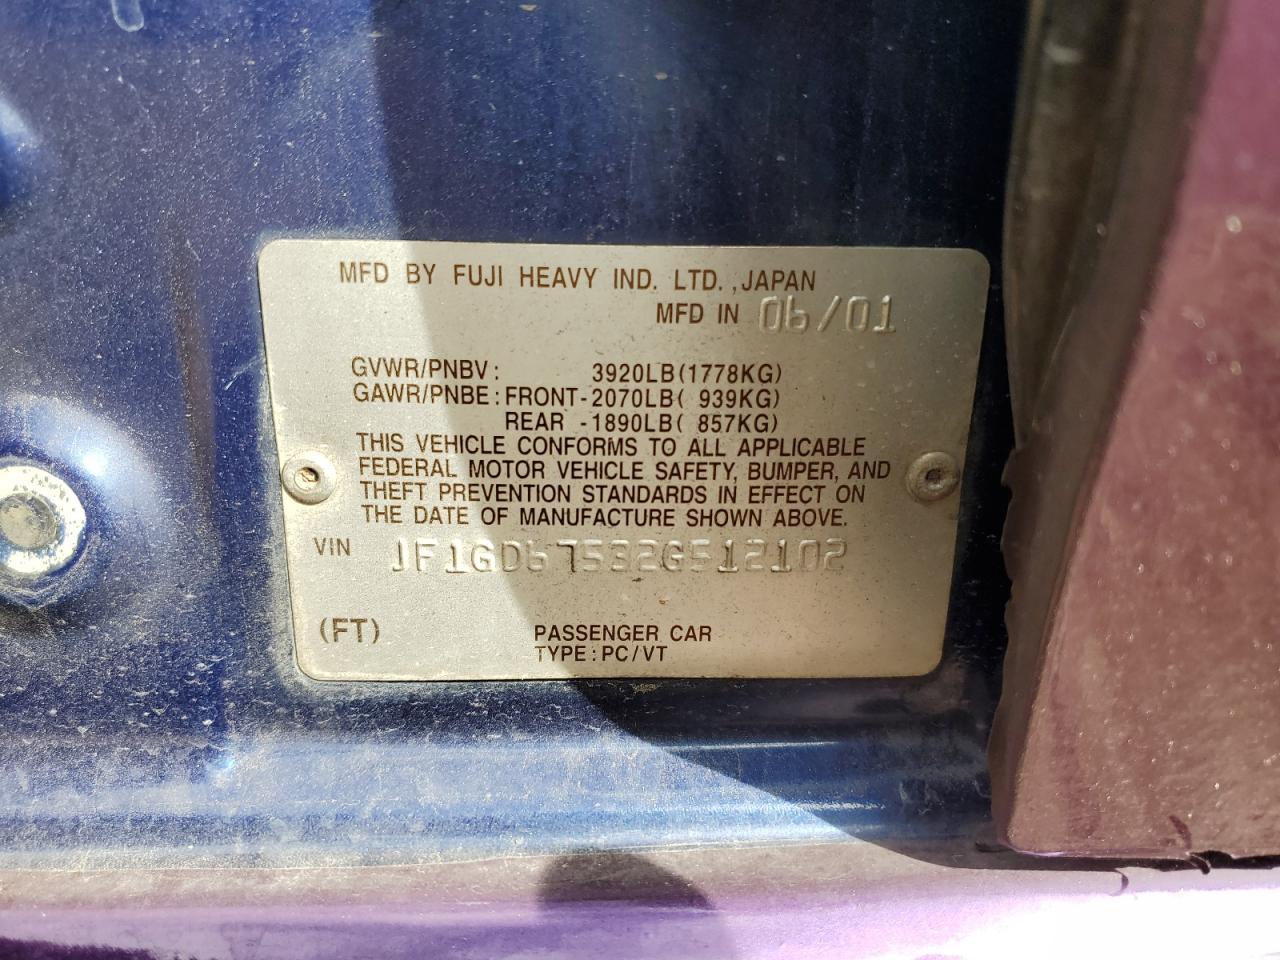 MFD BY FUJI HEAVY IND. LTD.,JAPAN
MFD IN 06/01
GVWR/PNBV: 3920LB(1778KG)
GAWR/PNBE:FRONT-2070LB( 939KG)
REAR -1890LB( 857KG)
THIS VEHICLE CONFORMS TO ALL APPLICABLE
FEDERAL MOTOR VEHICLE SAFETY, BUMPER, AND
THEFT PREVENTION STANDARDS IN EFFECT ON
THE DATE OF MANUFACTURE SHOWN ABOVE.
VIN JF1GD67532G512102
(FT) PASSENGER CAR
TYPE:PC/VT